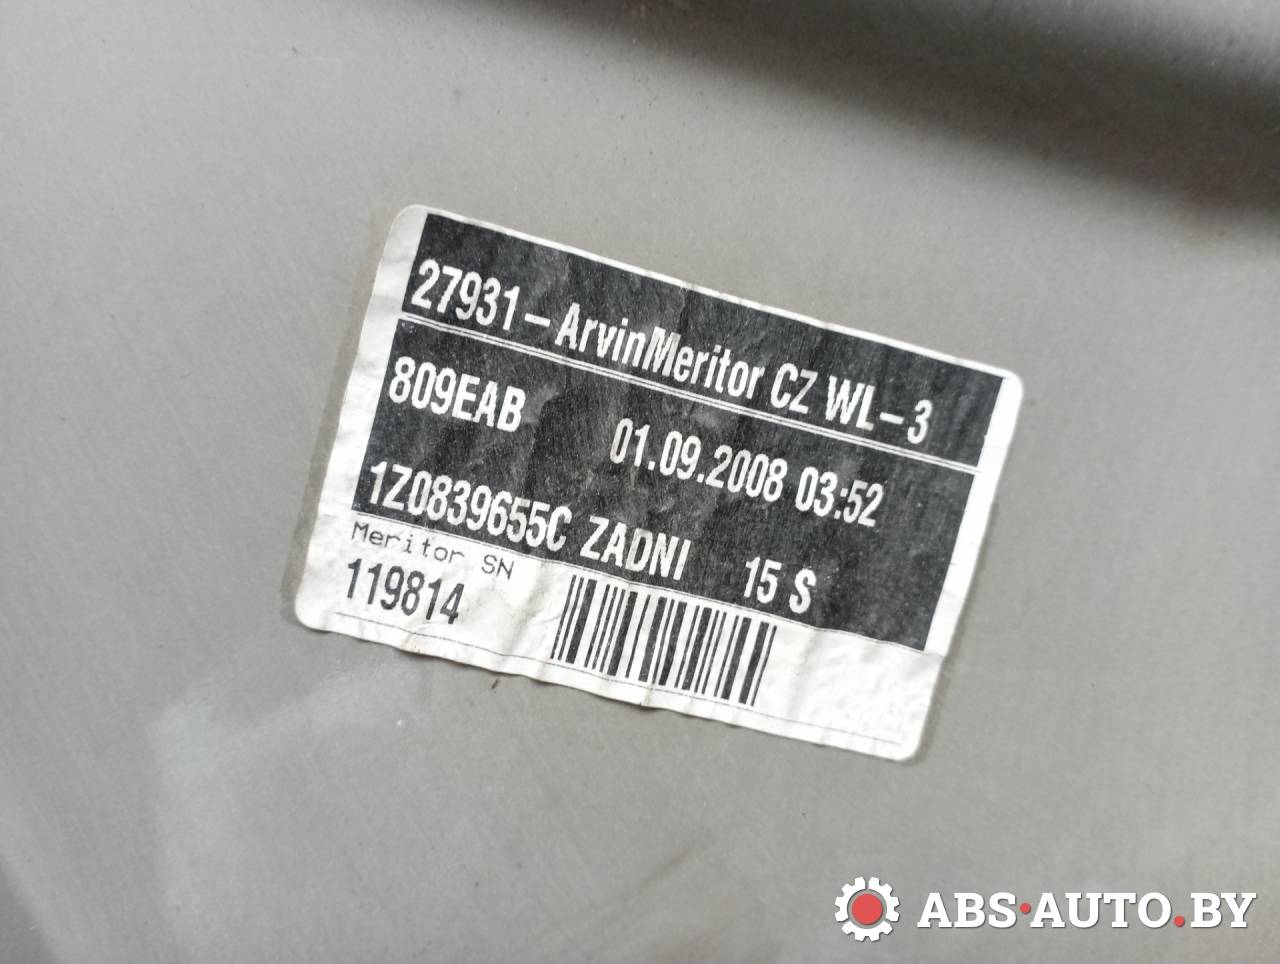 27931-ArvinMeritor CZ WL-3
809EAB 01.09.2008 03:52
1Z0839655C ZADNI 15 S
Meritor SN
119814
ABS·AUTO.BY